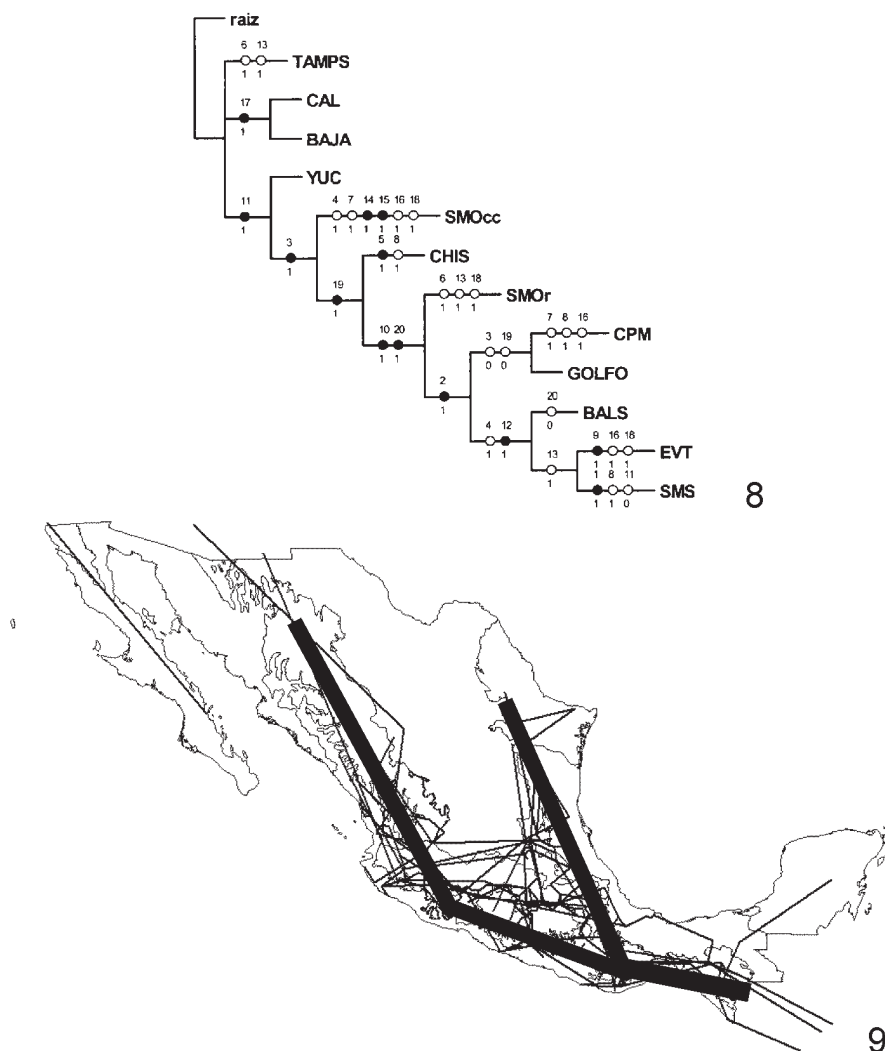 raiz
6 13
TAMPS
1 1
17
CAL
1
BAJA
YUC
11
1
4 7 14 15 16 18
SMOcc
1 1 1 1 1 1
3
1
5 8
CHIS
1 1
19
1
6 13 18
SMOr
1 1 1
10 20
1 1
7 8 16
CPM
1 1 1
3 19
0 0
GOLFO
2
1
20
BALS
0
4 12
1 1
9 16 18
EVT
1 1 1
13
1
1 8 11
SMS
1 1 0
8
9